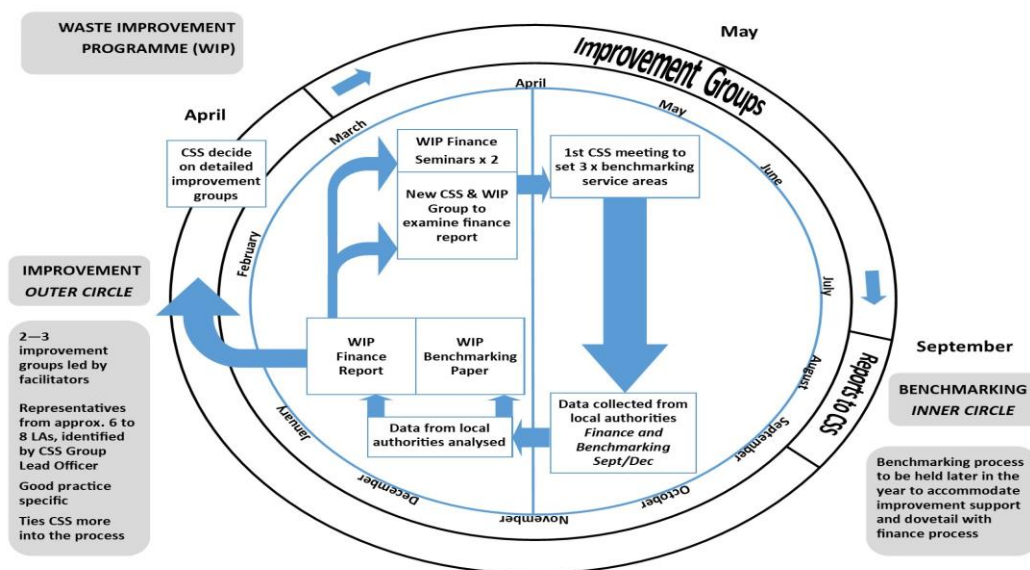 WASTE IMPROVEMENT
PROGRAMME (WIP)
May
Improvement Groups
April
CSS decide
on detailed
improvement
groups
April
May
June
July
August
September
October
November
December
January
February
March
WIP Finance
Seminars x 2
New CSS & WIP
Group to
examine finance
report
1st CSS meeting to
set 3 x benchmarking
service areas
IMPROVEMENT
OUTER CIRCLE
2—3
improvement
groups led by
facilitators
Representatives
from approx. 6 to
8 LAs, identified
by CSS Group
Lead Officer
Good practice
specific
Ties CSS more
into the process
WIP
Finance
Report
WIP
Benchmarking
Paper
Data from local
authorities analysed
Data collected from
local authorities
Finance and
Benchmarking
Sept/Dec
Reports to CSS
September
BENCHMARKING
INNER CIRCLE
Benchmarking process
to be held later in the
year to accommodate
improvement support
and dovetail with
finance process